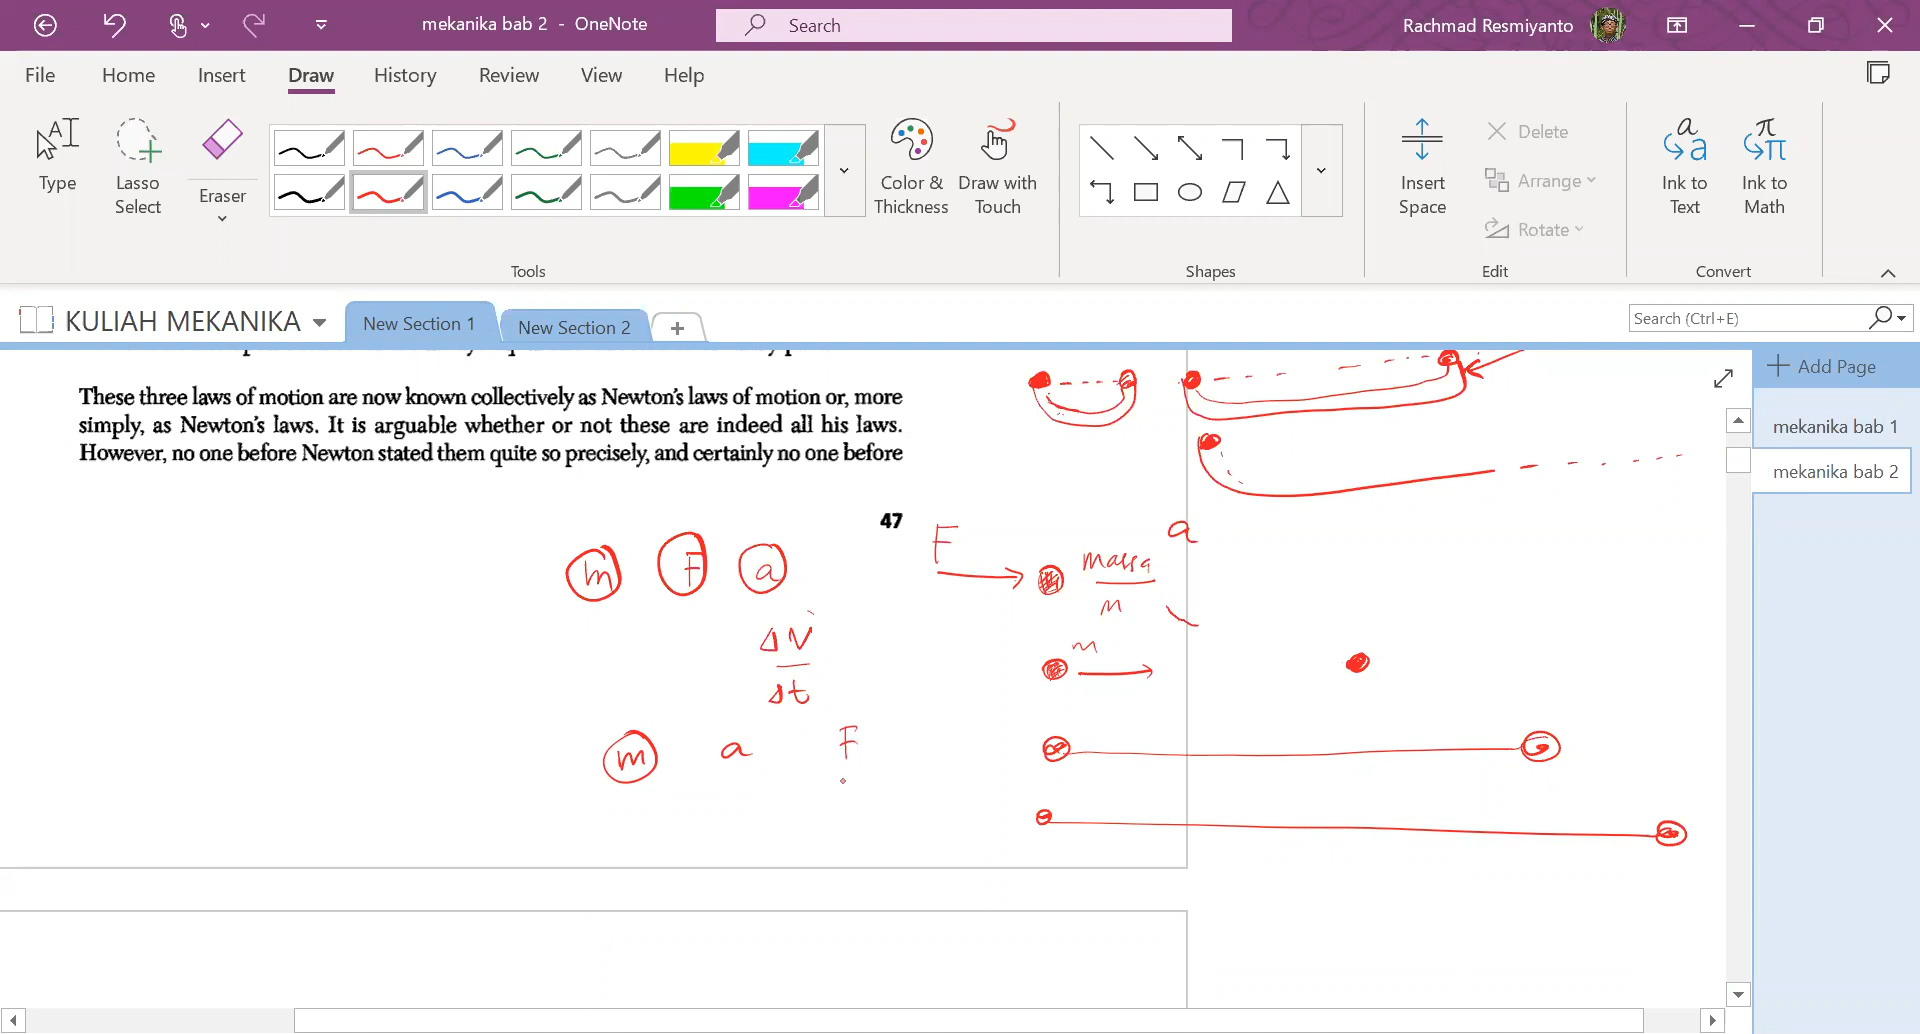 mekanika bab 2 - OneNote
Search
Rachmad Resmiyanto
File Home Insert Draw History Review View Help
Type
Lasso Select
Eraser
Color & Thickness
Draw with Touch
Insert Space
Delete
Arrange
Rotate
Ink to Text
Ink to Math
Tools
Shapes
Edit
Convert
KULIAH MEKANIKA
New Section 1
New Section 2
Search (Ctrl+E)
Add Page
mekanika bab 1
mekanika bab 2
These three laws of motion are now known collectively as Newton's laws of motion or, more
simply, as Newton's laws. It is arguable whether or not these are indeed all his laws.
However, no one before Newton stated them quite so precisely, and certainly no one before
47
m F a
F
massa
m
a
ΔV
Δt
m
m a F